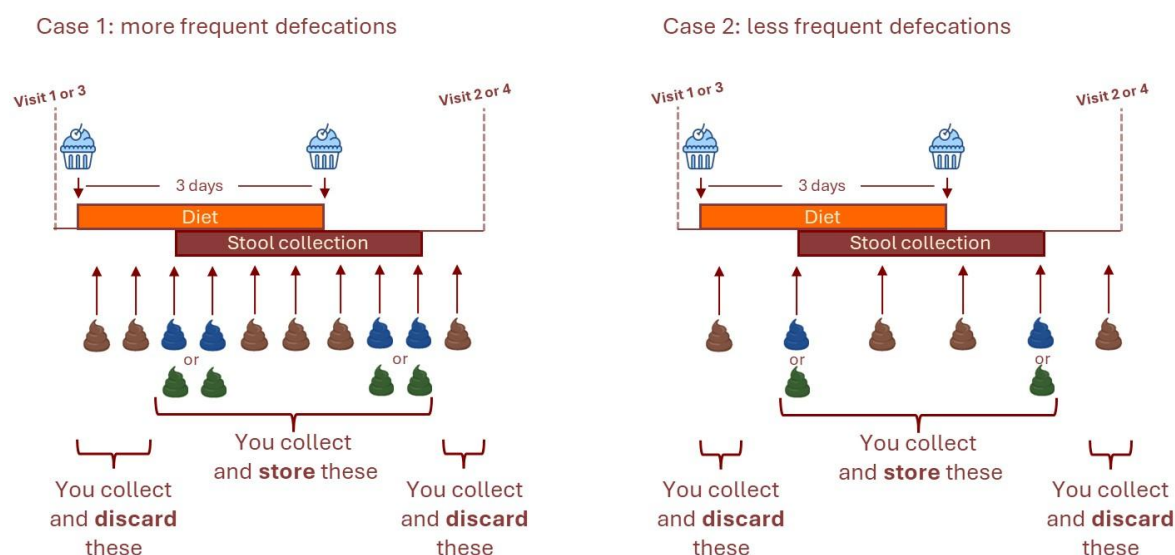 Case 1: more frequent defecations
Visit 1 or 3
Visit 2 or 4
3 days
Diet
Stool collection
or
or
You collect
and store these
You collect
and discard
these
You collect
and discard
these
Case 2: less frequent defecations
Visit 1 or 3
Visit 2 or 4
3 days
Diet
Stool collection
or
or
You collect
and store these
You collect
and discard
these
You collect
and discard
these